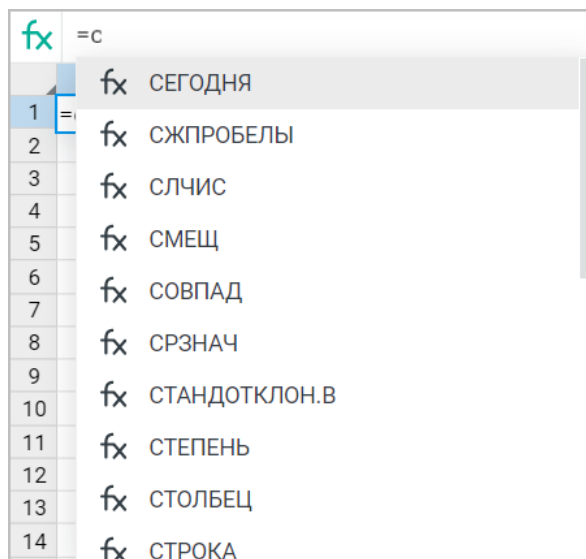 fx =с
fx СЕГОДНЯ
1 =
fx СЖПРОБЕЛЫ
2
3
fx СЛЧИС
4
fx СМЕЩ
5
6
fx СОВПАД
7
8
fx СРЗНАЧ
9
fx СТАНДОТКЛОН.В
10
11
fx СТЕПЕНЬ
12
13
fx СТОЛБЕЦ
14
fx СТРОКА